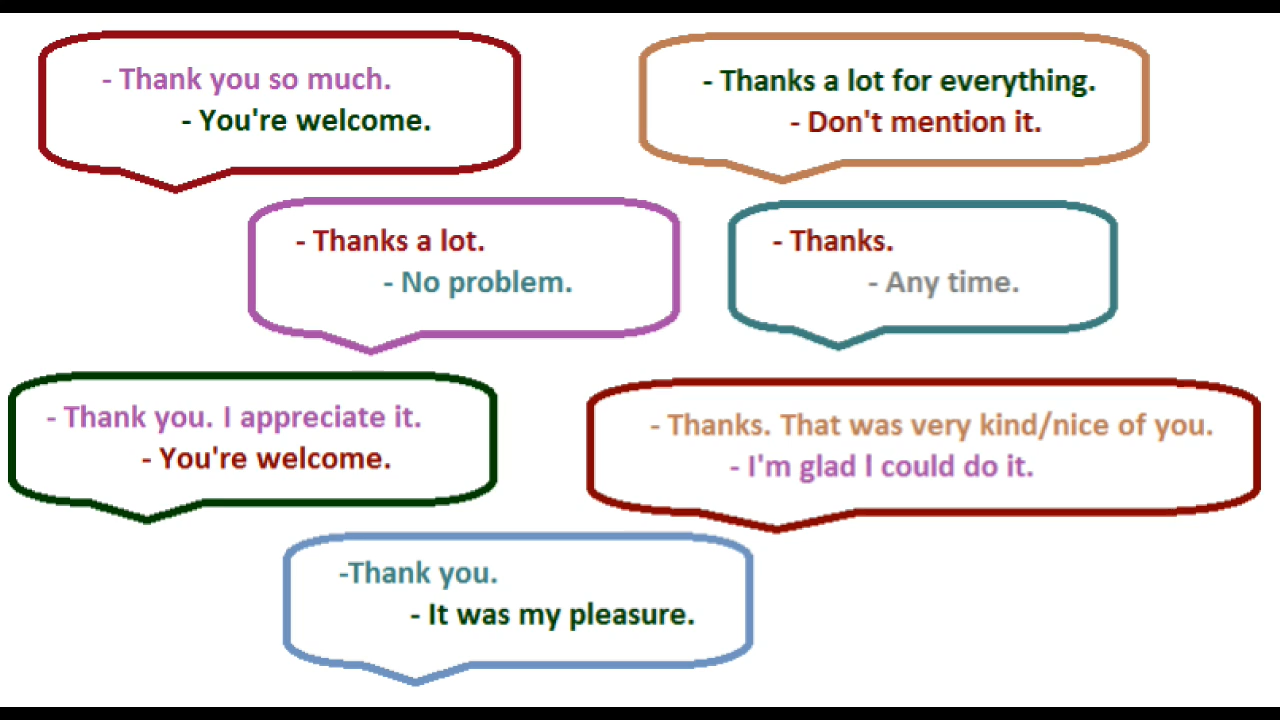 - Thank you so much.
- You're welcome.
- Thanks a lot for everything.
- Don't mention it.
- Thanks a lot.
- No problem.
- Thanks.
- Any time.
- Thank you. I appreciate it.
- You're welcome.
- Thanks. That was very kind/nice of you.
- I'm glad I could do it.
-Thank you.
- It was my pleasure.